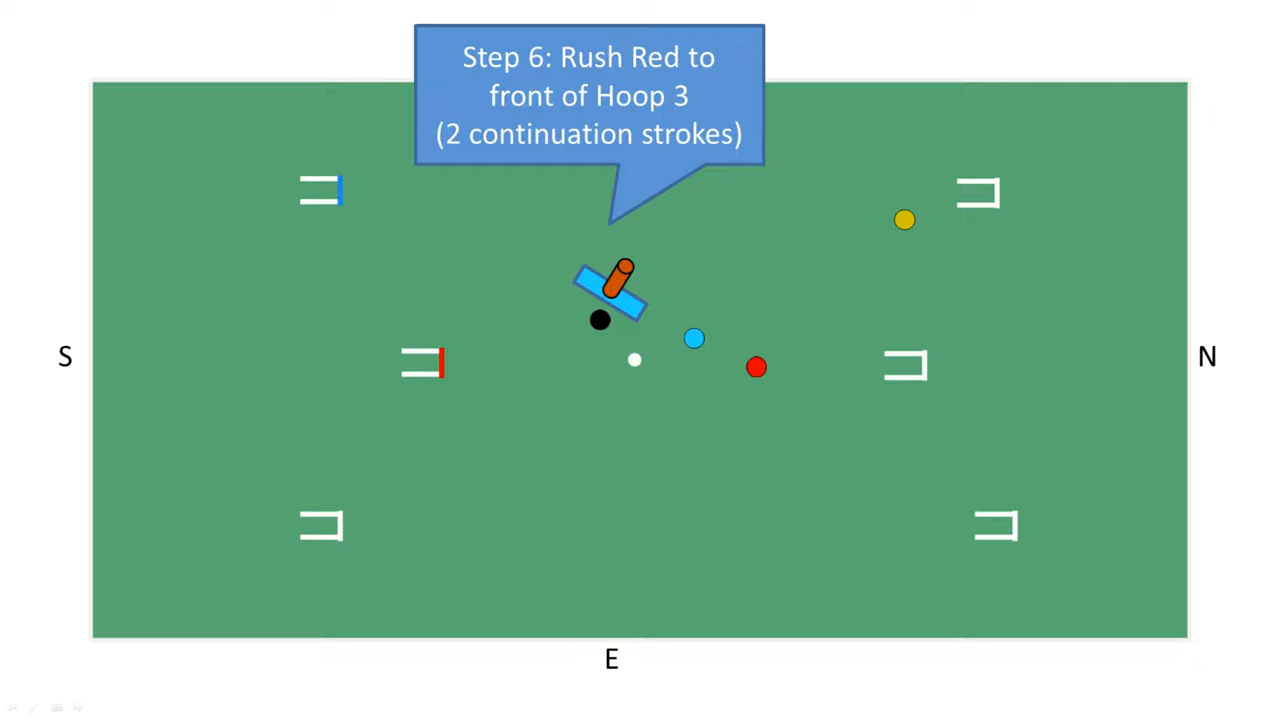 Step 6: Rush Red to
front of Hoop 3
(2 continuation strokes)
S
N
E